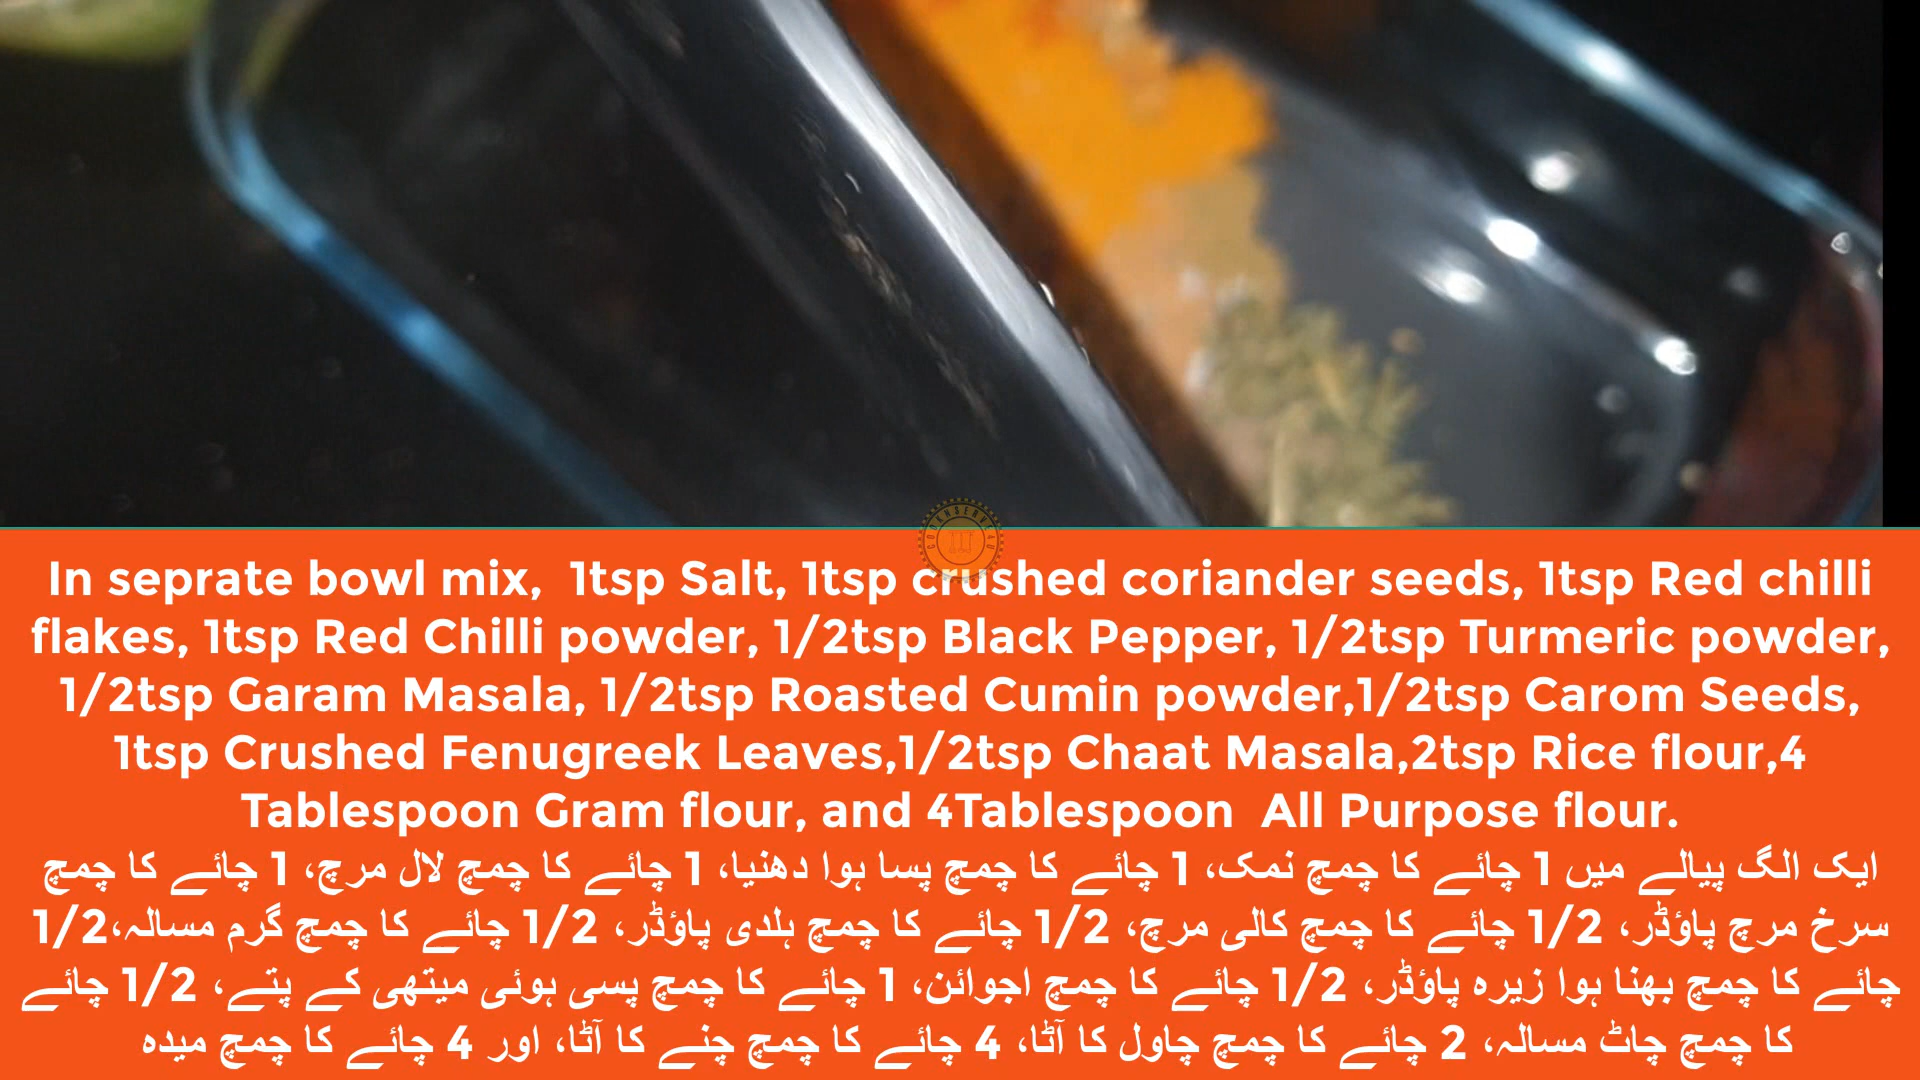 In seprate bowl mix,  1tsp Salt, 1tsp crushed coriander seeds, 1tsp Red chilli
flakes, 1tsp Red Chilli powder, 1/2tsp Black Pepper, 1/2tsp Turmeric powder,
1/2tsp Garam Masala, 1/2tsp Roasted Cumin powder,1/2tsp Carom Seeds,
1tsp Crushed Fenugreek Leaves,1/2tsp Chaat Masala,2tsp Rice flour,4
Tablespoon Gram flour, and 4Tablespoon  All Purpose flour.
ایک الگ پیالے میں 1 چائے کا چمچ نمک، 1 چائے کا چمچ پسا ہوا دھنیا، 1 چائے کا چمچ لال مرچ، 1 چائے کا چمچ
سرخ مرچ پاؤڈر، 1/2 چائے کا چمچ کالی مرچ، 1/2 چائے کا چمچ ہلدی پاؤڈر، 1/2 چائے کا چمچ گرم مسالہ،1/2
چائے کا چمچ بھنا ہوا زیرہ پاؤڈر، 1/2 چائے کا چمچ اجوائن، 1 چائے کا چمچ پسی ہوئی میتھی کے پتے، 1/2 چائے
کا چمچ چاٹ مسالہ، 2 چائے کا چمچ چاول کا آٹا، 4 چائے کا چمچ چنے کا آٹا، اور 4 چائے کا چمچ میدہ